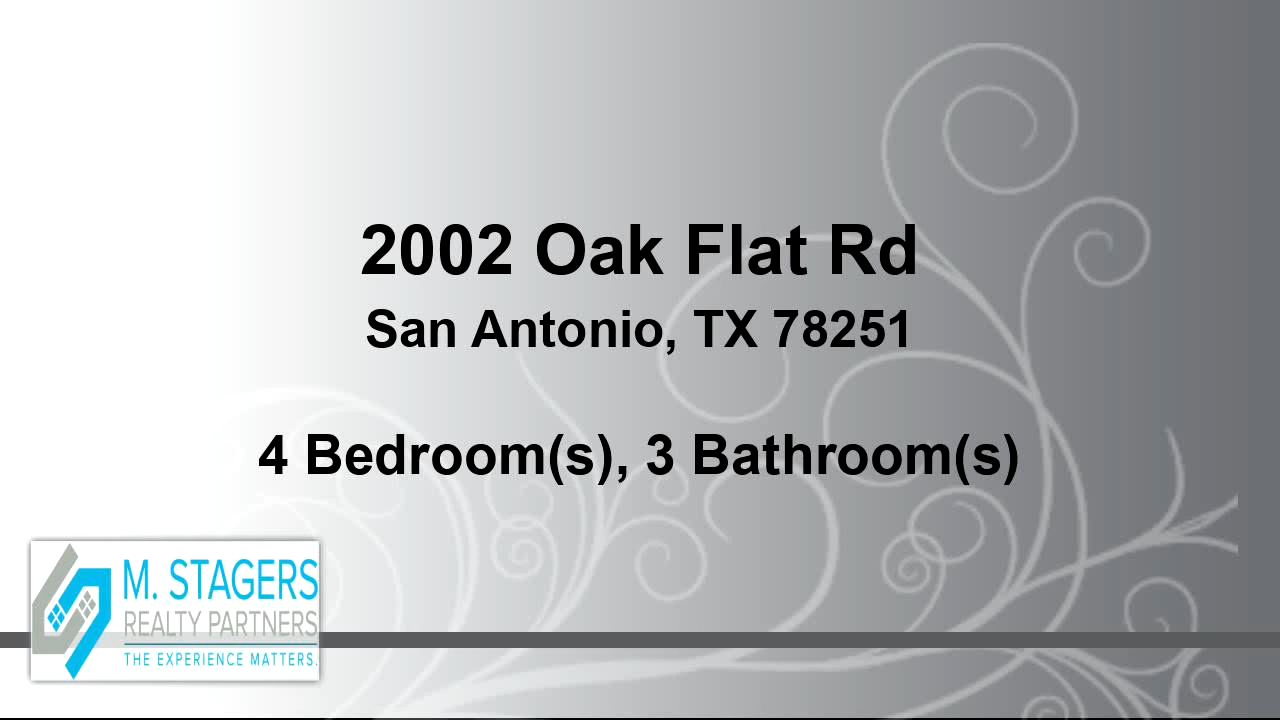 2002 Oak Flat Rd
San Antonio, TX 78251
4 Bedroom(s), 3 Bathroom(s)
M. STAGERS
REALTY PARTNERS
THE EXPERIENCE MATTERS.